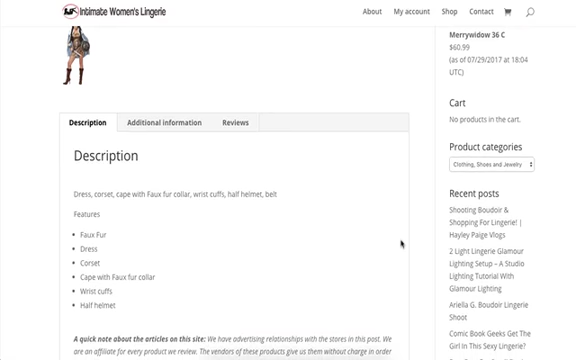 Intimate Women's Lingerie
About My account Shop Contact
Merrywidow 36 C
$60.99
(as of 07/29/2017 at 18:04
UTC)
Description Additional information Reviews
Description
Dress, corset, cape with Faux fur collar, wrist cuffs, half helmet, belt
Features
Faux Fur
Dress
Corset
Cape with Faux fur collar
Wrist cuffs
Half helmet
A quick note about the articles on this site: We have advertising relationships with the stores in this post. We
are an affiliate for every product we review. The vendors of these products give us them without charge in order
Cart
No products in the cart.
Product categories
Clothing, Shoes and Jewelry
Recent posts
Shooting Boudoir &
Shopping For Lingerie! |
Hayley Paige Vlogs
2 Light Lingerie Glamour
Lighting Setup – A Studio
Lighting Tutorial With
Glamour Lighting
Ariella G. Boudoir Lingerie
Shoot
Comic Book Geeks Get The
Girl In This Sexy Lingerie?